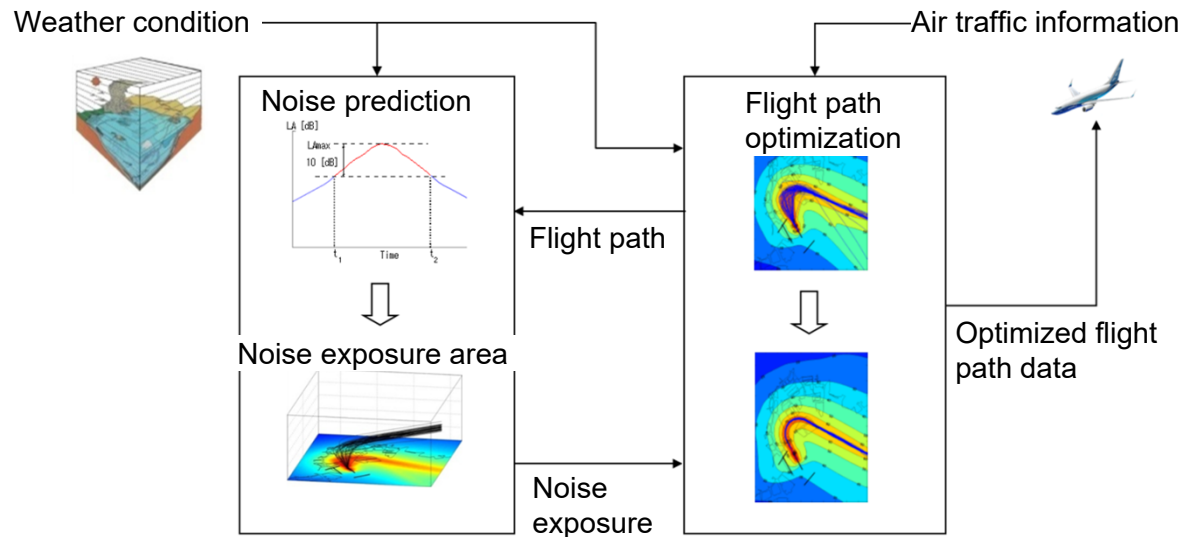 Weather condition
Air traffic information
Noise prediction
LA [dB]
LAmax
10 [dB]
t1
Time
t2
Noise exposure area
Flight path
Noise
exposure
Flight path
optimization
Optimized flight
path data